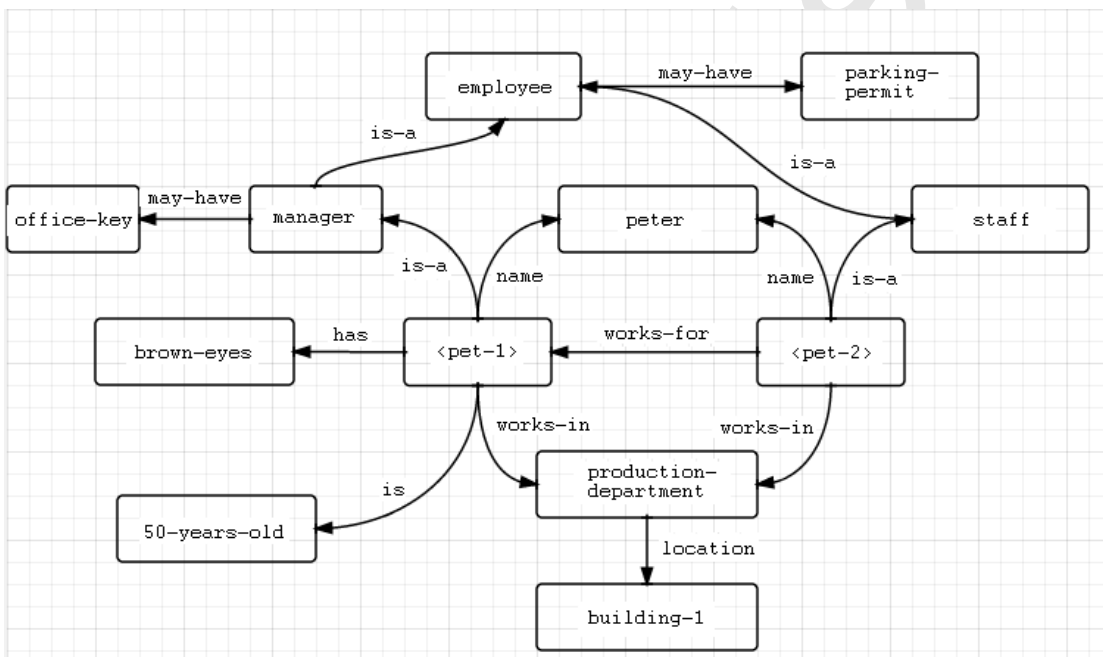 employee
may-have
parking-
permit
is-a
is-a
office-key
may-have
manager
peter
staff
is-a
name
name
is-a
brown-eyes
has
<pet-1>
works-for
<pet-2>
works-in
works-in
production-
department
is
50-years-old
location
building-1